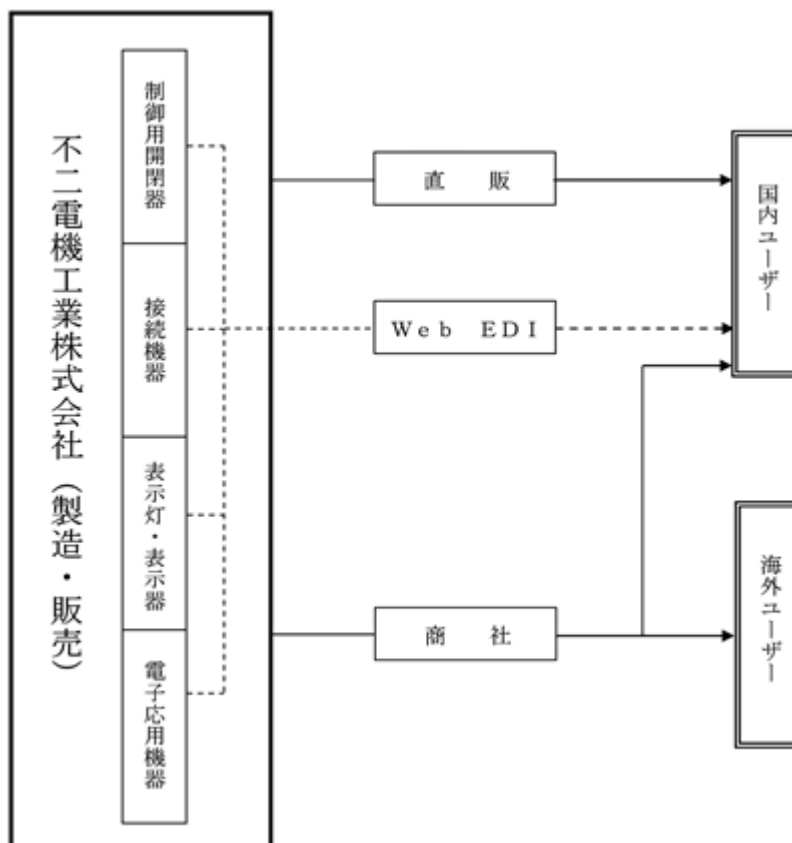 不二電機工業株式会社（製造・販売）
制御用開閉器
接続機器
表示灯・表示器
電子応用機器
直　販
Ｗｅｂ　ＥＤＩ
商　社
国内ユーザー
海外ユーザー